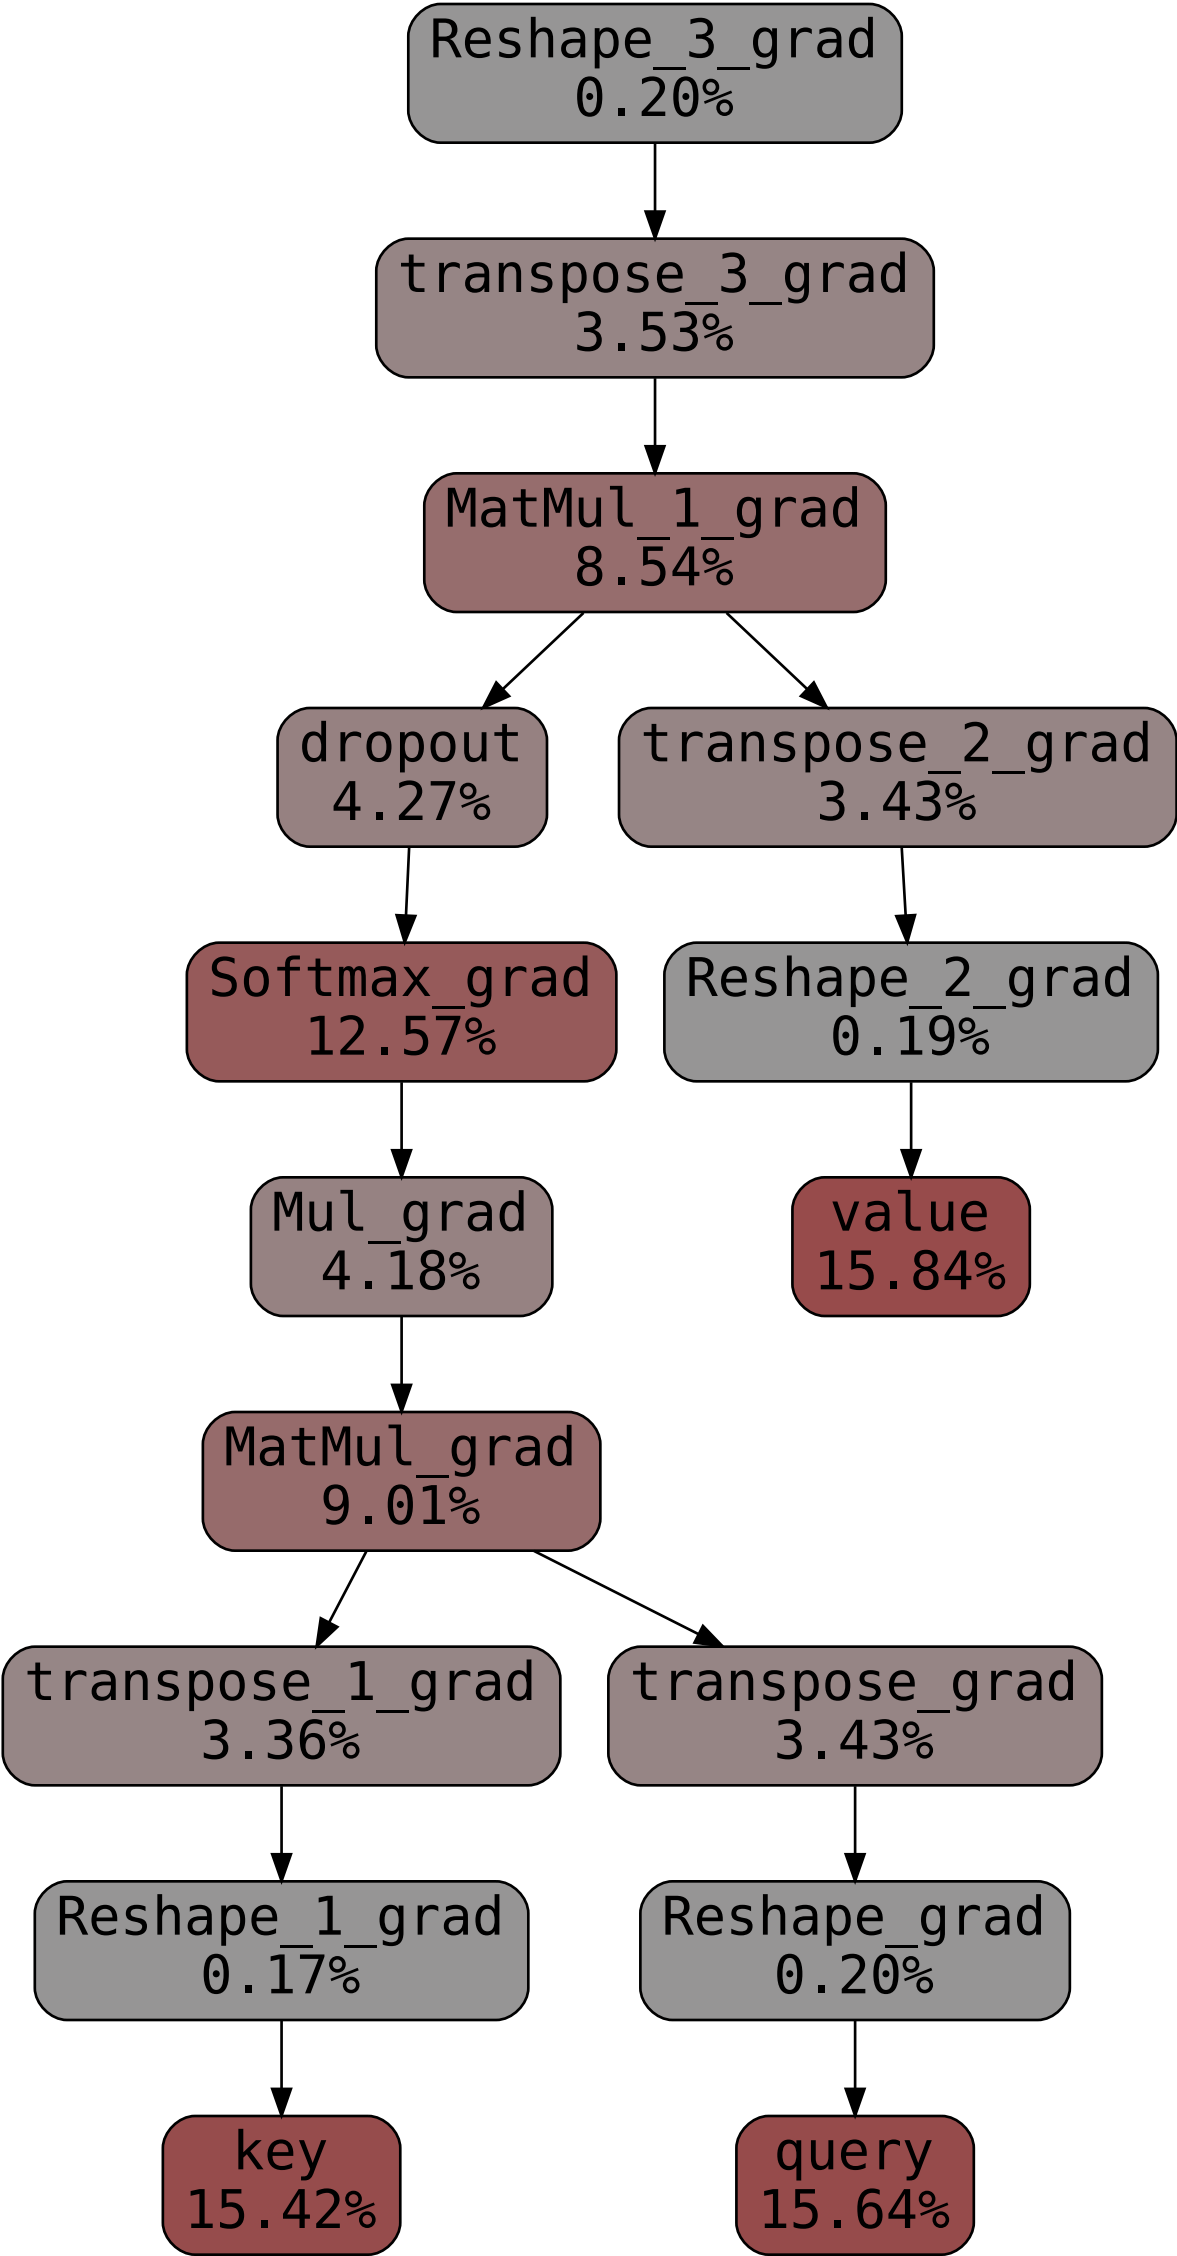 Reshape_3_grad
0.20%
transpose_3_grad
3.53%
MatMul_1_grad
8.54%
dropout
4.27%
transpose_2_grad
3.43%
Softmax_grad
12.57%
Reshape_2_grad
0.19%
Mul_grad
4.18%
value
15.84%
MatMul_grad
9.01%
transpose_1_grad
3.36%
transpose_grad
3.43%
Reshape_1_grad
0.17%
Reshape_grad
0.20%
key
15.42%
query
15.64%